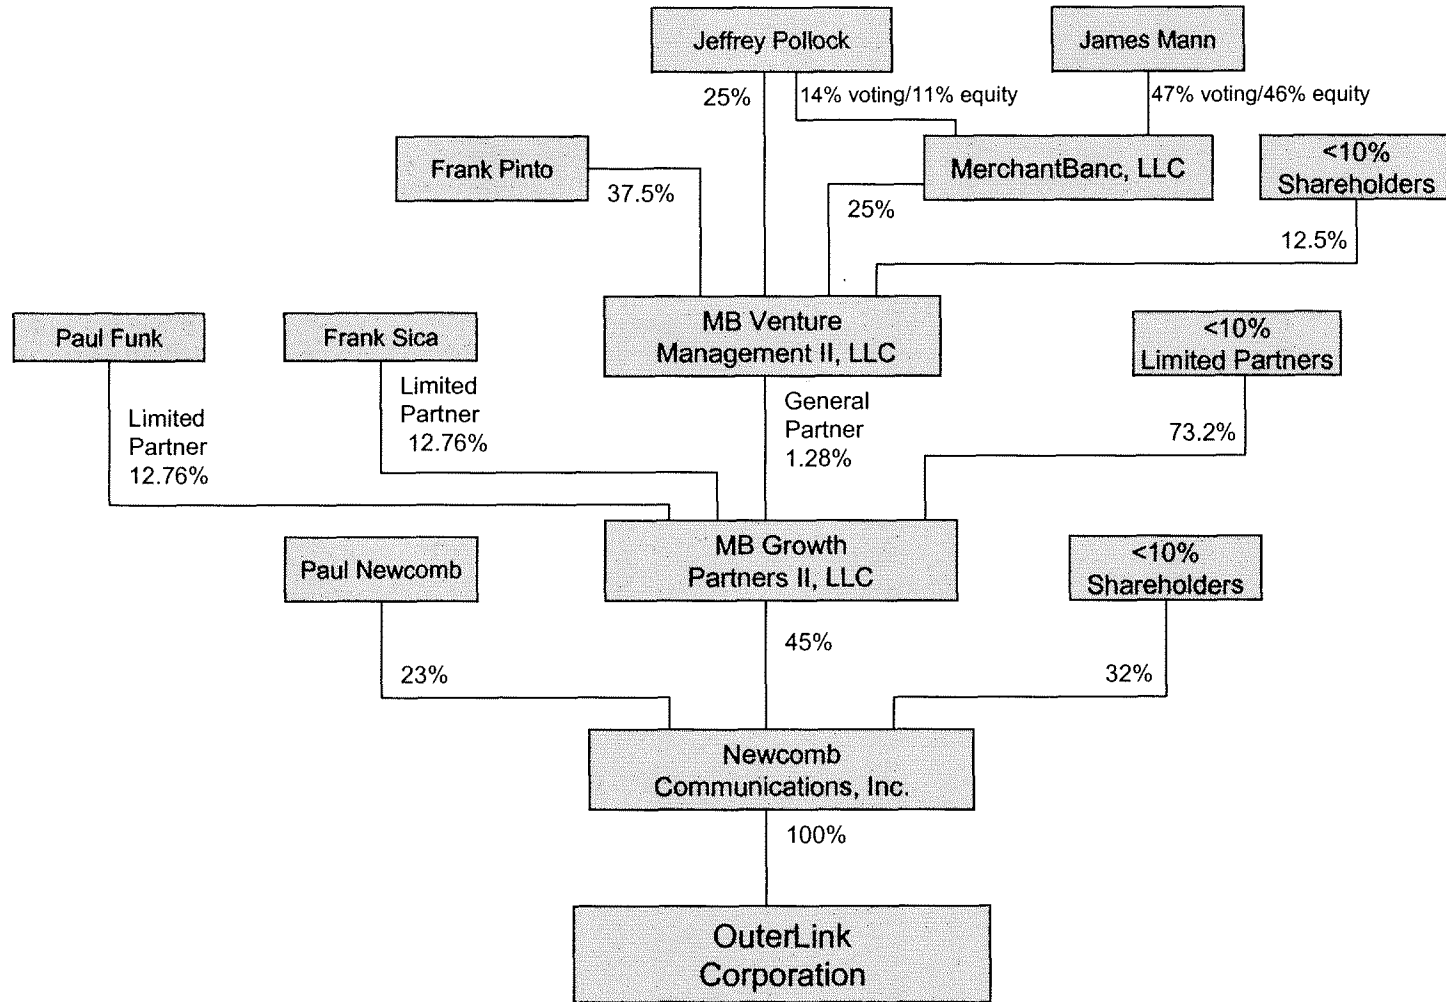 Jeffrey Pollock
James Mann
25%
14% voting/11% equity
47% voting/46% equity
Frank Pinto
37.5%
MerchantBanc, LLC
25%
<10%
Shareholders
12.5%
Paul Funk
Frank Sica
MB Venture
Management II, LLC
<10%
Limited Partners
Limited
Partner
12.76%
Limited
Partner
12.76%
General
Partner
1.28%
73.2%
Paul Newcomb
MB Growth
Partners II, LLC
<10%
Shareholders
23%
45%
32%
Newcomb
Communications, Inc.
100%
OuterLink
Corporation